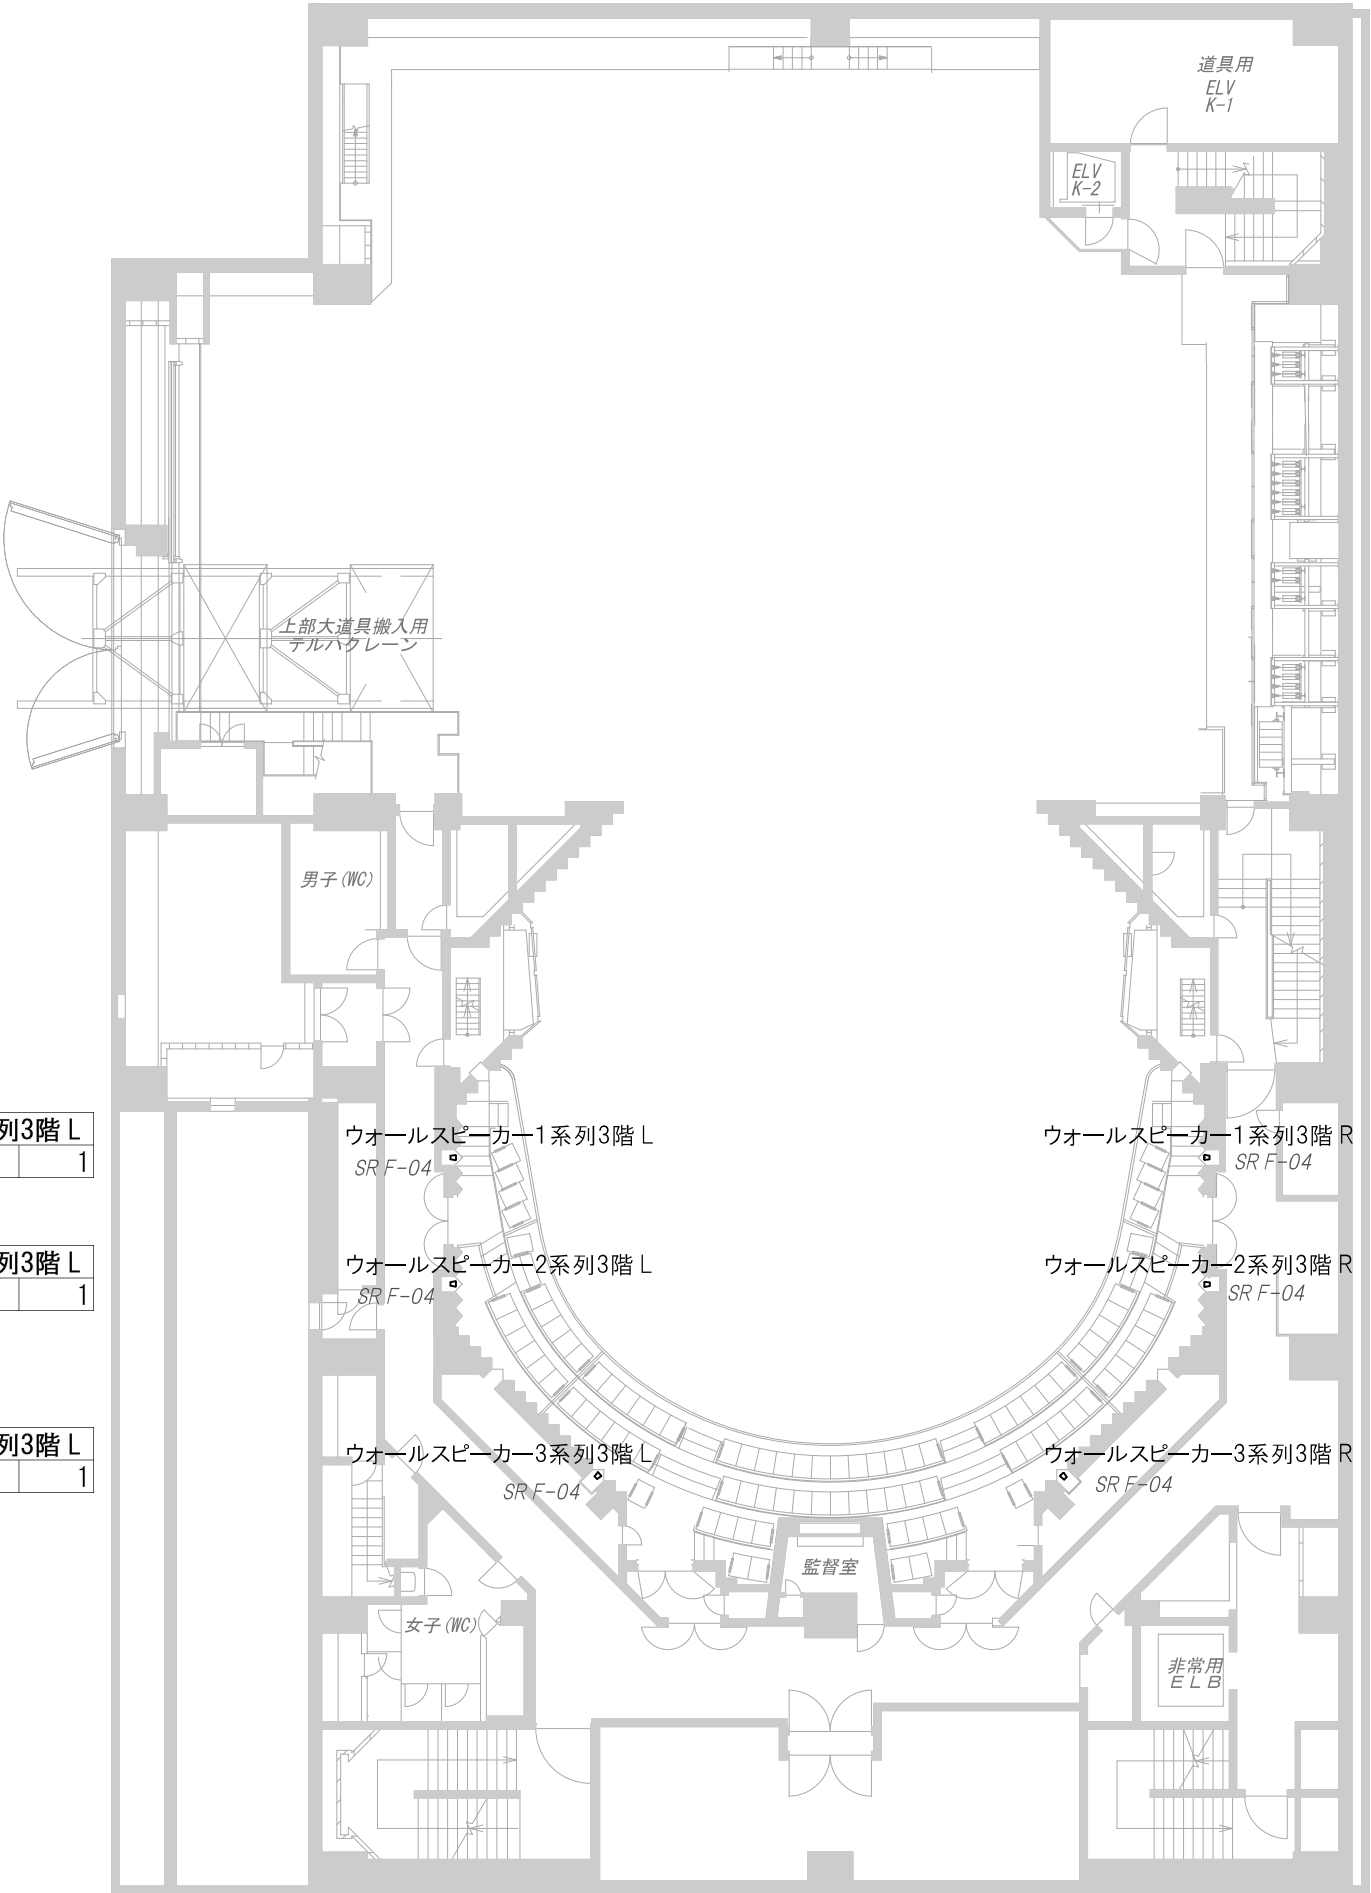 道具用
ELV
K-1
ELV
K-2
上部大道具搬入用
テルハクレーン
男子(WC)
列3階 L
1
ウォールスピーカー1系列3階 L
SR F-04
ウォールスピーカー1系列3階 R
SR F-04
列3階 L
1
ウォールスピーカー2系列3階 L
SR F-04
ウォールスピーカー2系列3階 R
SR F-04
列3階 L
1
ウォールスピーカー3系列3階 L
SR F-04
ウォールスピーカー3系列3階 R
SR F-04
監督室
女子(WC)
非常用
ELB